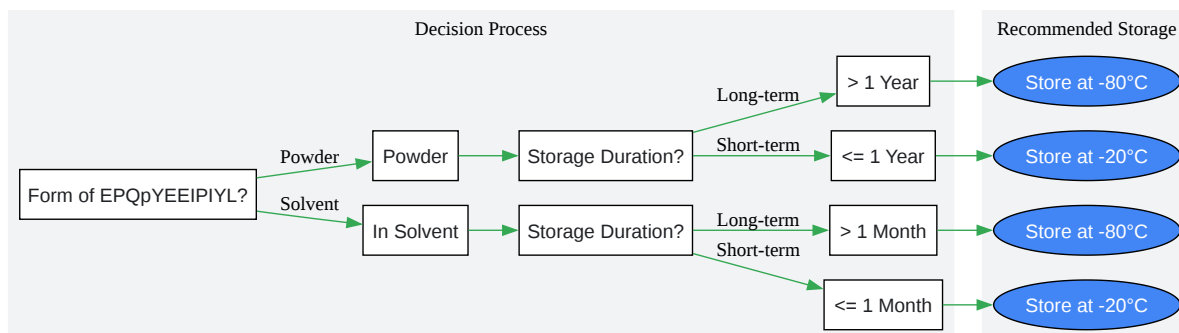 Decision Process
Recommended Storage
Form of EPQpYEEIPIYL?
Powder
Powder
Storage Duration?
Long-term
> 1 Year
Store at -80°C
Short-term
<= 1 Year
Store at -20°C
Solvent
In Solvent
Storage Duration?
Long-term
> 1 Month
Store at -80°C
Short-term
<= 1 Month
Store at -20°C